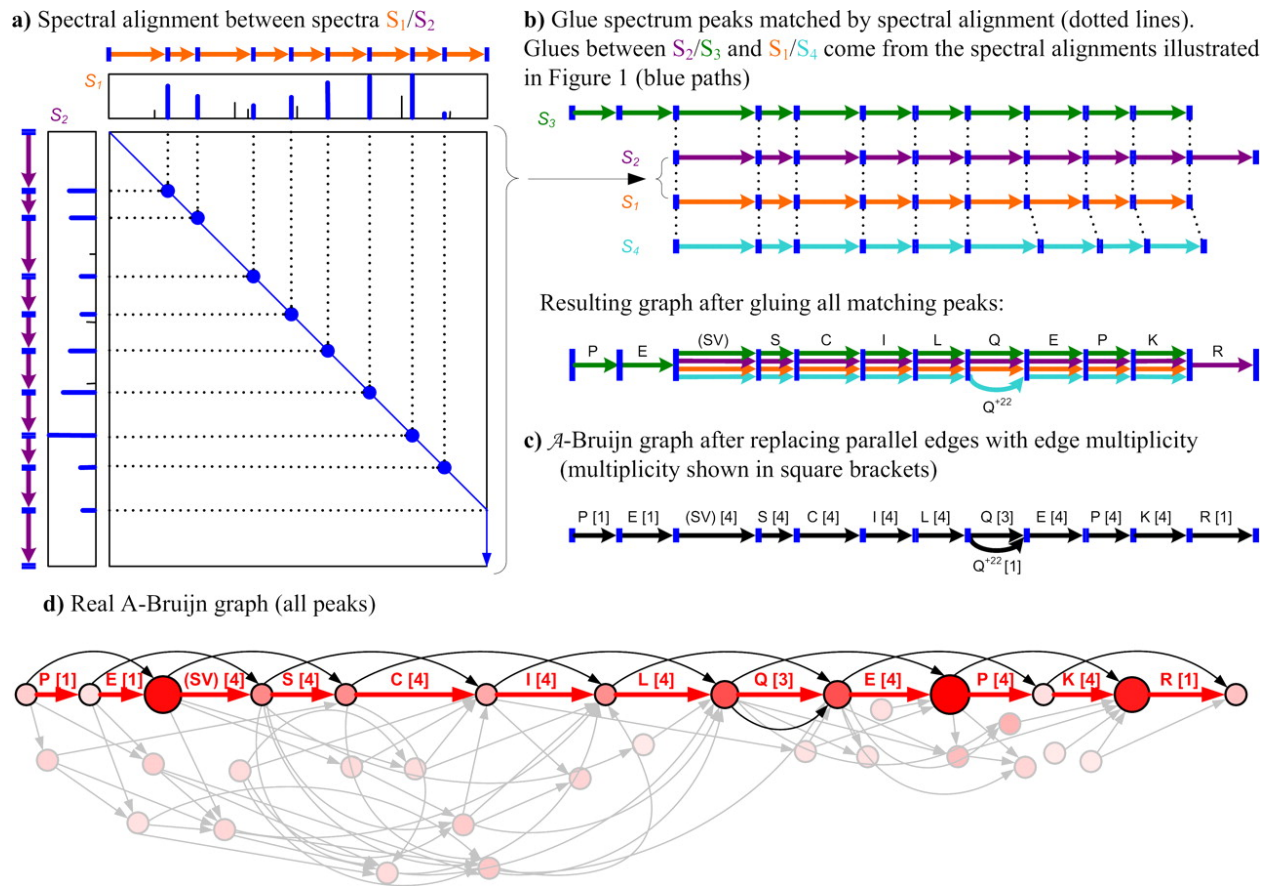 a) Spectral alignment between spectra S1/S2
S1
S2
b) Glue spectrum peaks matched by spectral alignment (dotted lines).
Glues between S2/S3 and S1/S4 come from the spectral alignments illustrated
in Figure 1 (blue paths)
S3
S2
S1
S4
Resulting graph after gluing all matching peaks:
P E (SV) S C I L Q E P K R
Q+22
c) 𝒜-Bruijn graph after replacing parallel edges with edge multiplicity
(multiplicity shown in square brackets)
P [1] E [1] (SV) [4] S [4] C [4] I [4] L [4] Q [3] E [4] P [4] K [4] R [1]
Q+22 [1]
d) Real A-Bruijn graph (all peaks)
P [1] E [1] (SV) [4] S [4] C [4] I [4] L [4] Q [3] E [4] P [4] K [4] R [1]